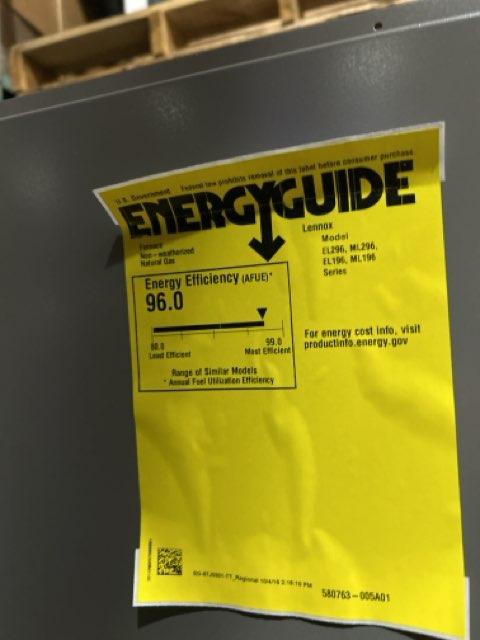 U.S. Government Federal law prohibits removal of this label before consumer purchase
ENERGYGUIDE
Furnace
Non-weatherized
Natural Gas
Lennox
Model
EL296, ML296,
EL196, ML196
Series
Energy Efficiency (AFUE)*
96.0
80.0
Least Efficient
99.0
Most Efficient
Range of Similar Models
* Annual Fuel Utilization Efficiency
For energy cost info, visit
productinfo.energy.gov
580763-005A01